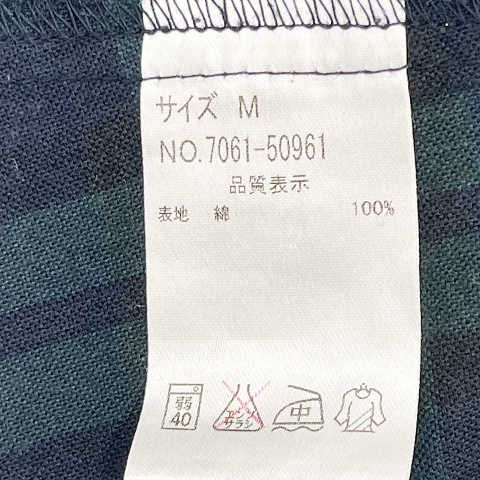 サイズ M
NO.7061-50961
品質表示
表地 綿 100%
弱 40
エンソ サラシ
中